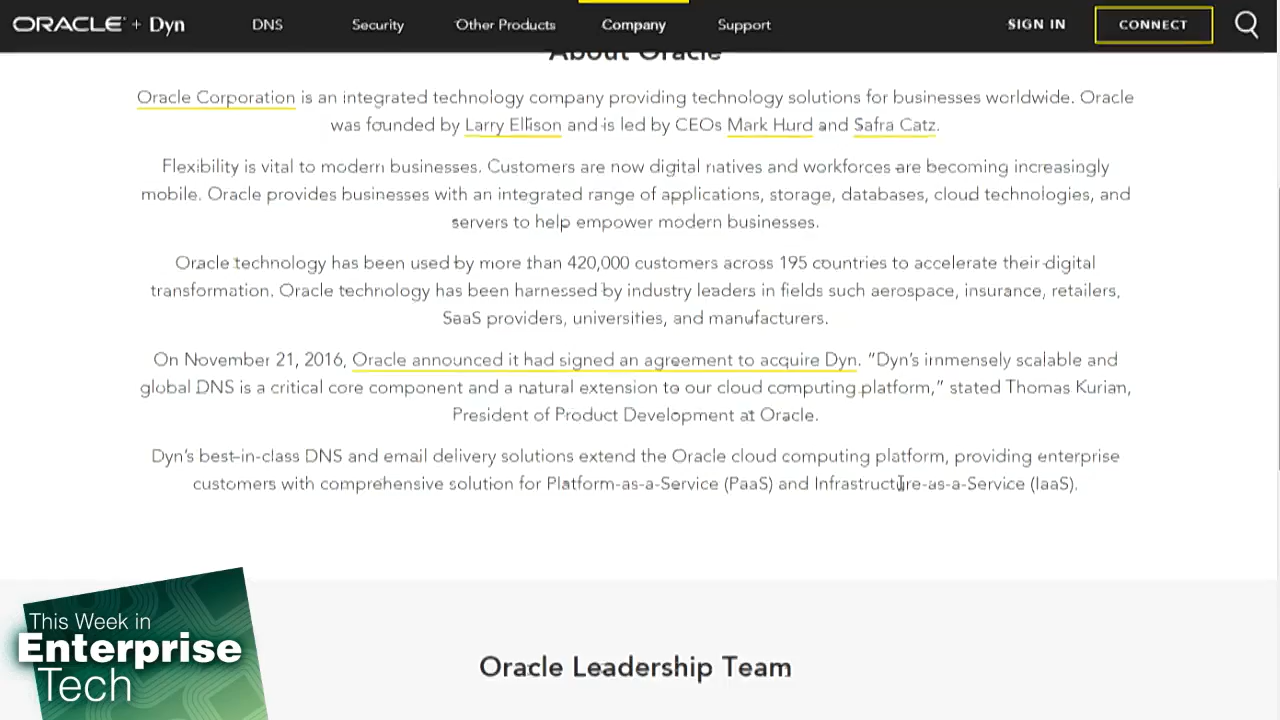 ORACLE + Dyn DNS Security Other Products Company Support SIGN IN CONNECT
About Oracle
Oracle Corporation is an integrated technology company providing technology solutions for businesses worldwide. Oracle
was founded by Larry Ellison and is led by CEOs Mark Hurd and Safra Catz.
Flexibility is vital to modern businesses. Customers are now digital natives and workforces are becoming increasingly
mobile. Oracle provides businesses with an integrated range of applications, storage, databases, cloud technologies, and
servers to help empower modern businesses.
Oracle technology has been used by more than 420,000 customers across 195 countries to accelerate their digital
transformation. Oracle technology has been harnessed by industry leaders in fields such aerospace, insurance, retailers,
SaaS providers, universities, and manufacturers.
On November 21, 2016, Oracle announced it had signed an agreement to acquire Dyn. “Dyn’s immensely scalable and
global DNS is a critical core component and a natural extension to our cloud computing platform,” stated Thomas Kurian,
President of Product Development at Oracle.
Dyn’s best-in-class DNS and email delivery solutions extend the Oracle cloud computing platform, providing enterprise
customers with comprehensive solution for Platform-as-a-Service (PaaS) and Infrastructure-as-a-Service (IaaS).
This Week in
Enterprise
Tech
Oracle Leadership Team